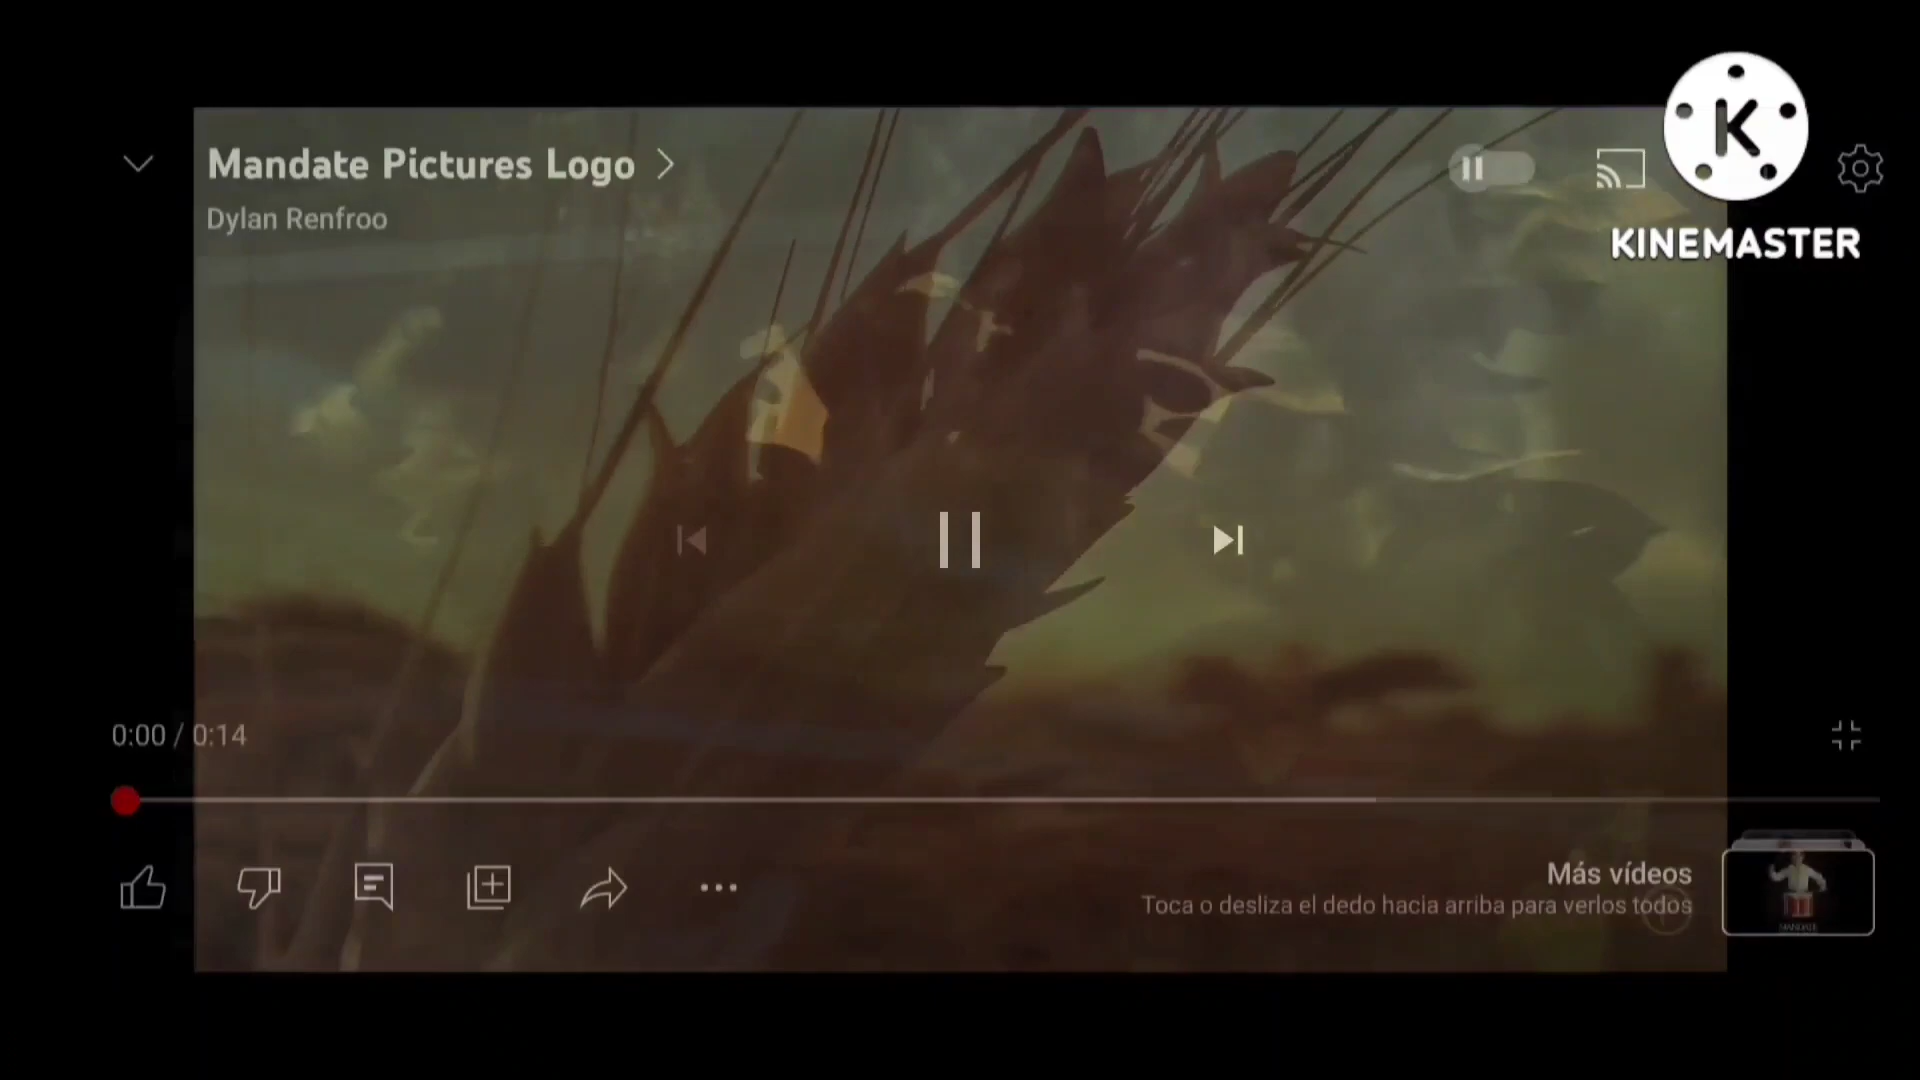 Mandate Pictures Logo
Dylan Renfroo
K
KINEMASTER
0:00 / 0:14
Más vídeos
Toca o desliza el dedo hacia arriba para verlos todos
MANDATE